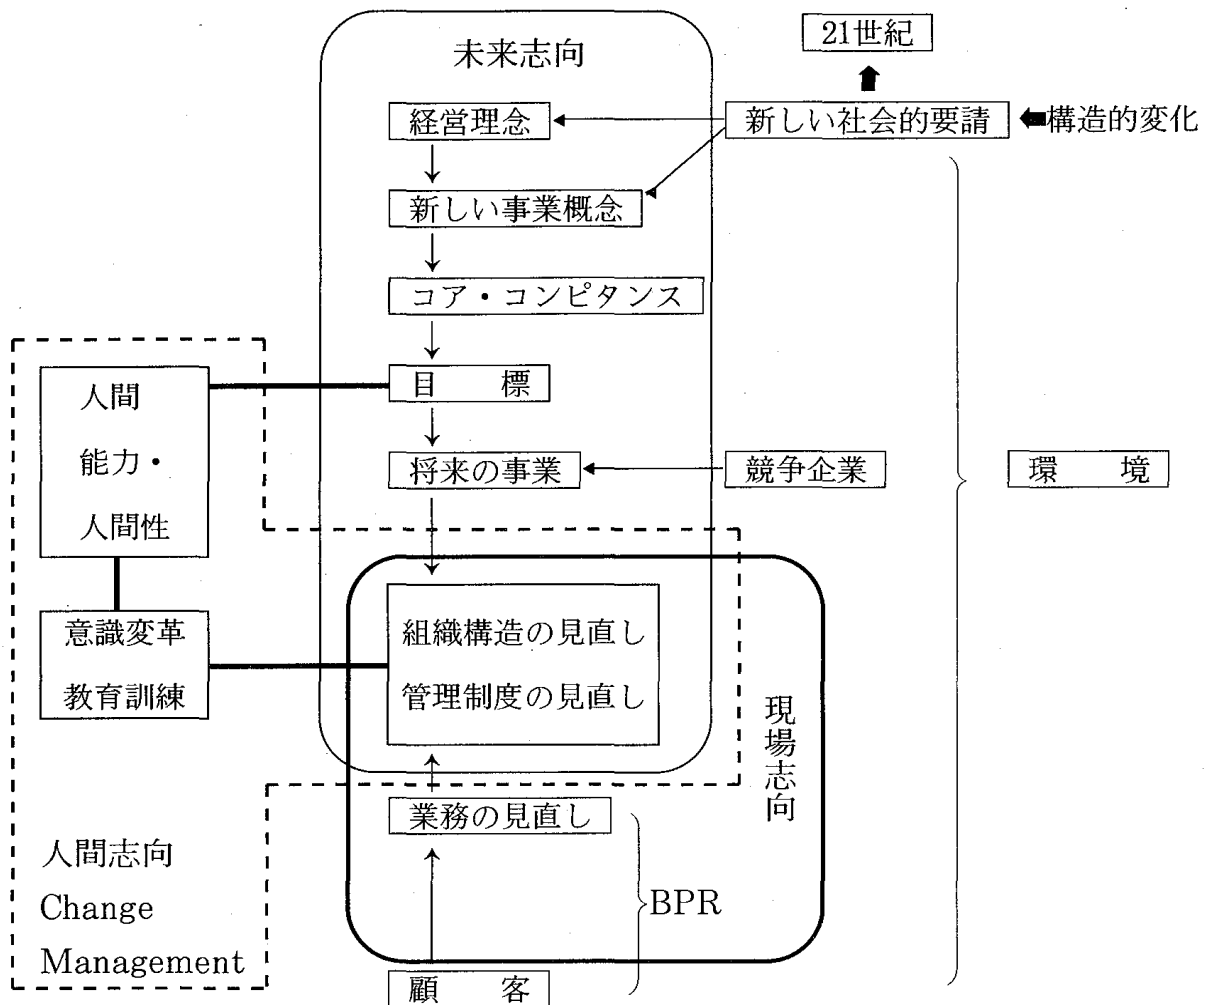 未来志向
21世紀
経営理念
新しい社会的要請
構造的変化
新しい事業概念
コア・コンピタンス
人間
能力・
人間性
目 標
将来の事業
競争企業
環 境
意識変革
教育訓練
組織構造の見直し
管理制度の見直し
現場志向
業務の見直し
BPR
顧 客
人間志向
Change
Management